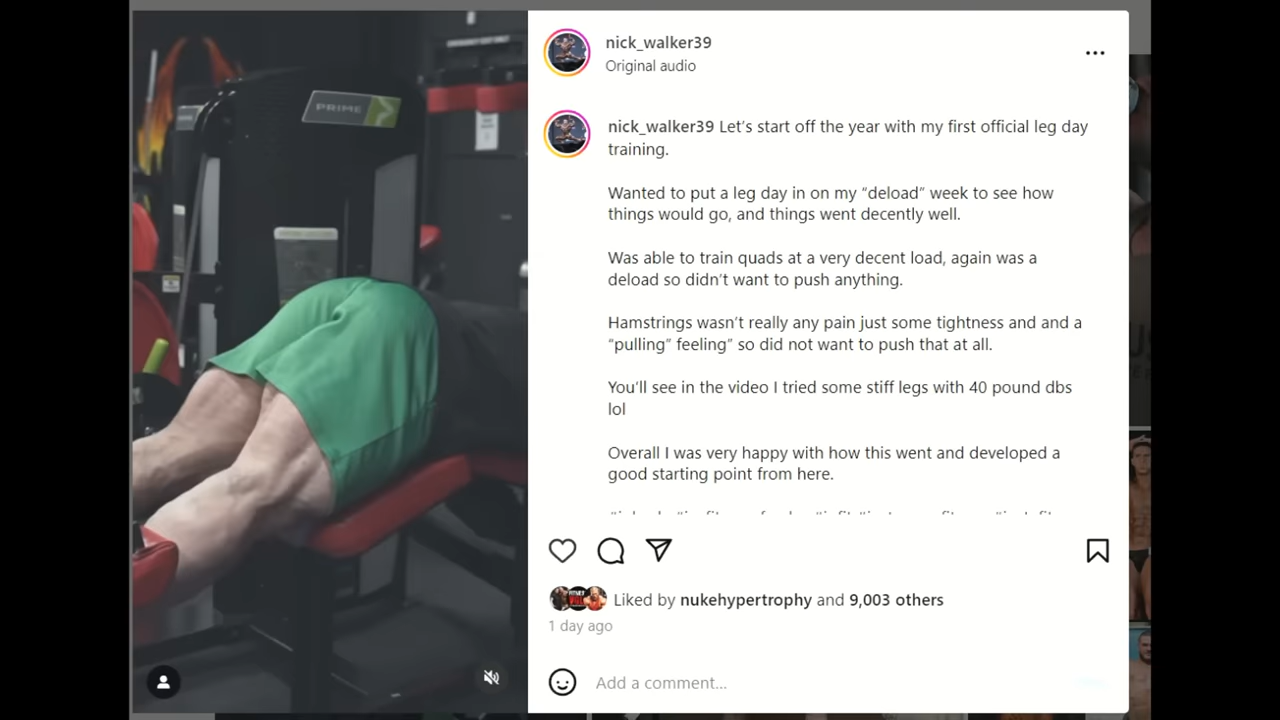 nick_walker39
Original audio
nick_walker39 Let's start off the year with my first official leg day
training.
Wanted to put a leg day in on my “deload” week to see how
things would go, and things went decently well.
Was able to train quads at a very decent load, again was a
deload so didn't want to push anything.
Hamstrings wasn't really any pain just some tightness and and a
“pulling” feeling” so did not want to push that at all.
You'll see in the video I tried some stiff legs with 40 pound dbs
lol
Overall I was very happy with how this went and developed a
good starting point from here.
Liked by nukehypertrophy and 9,003 others
1 day ago
Add a comment...
PRIME